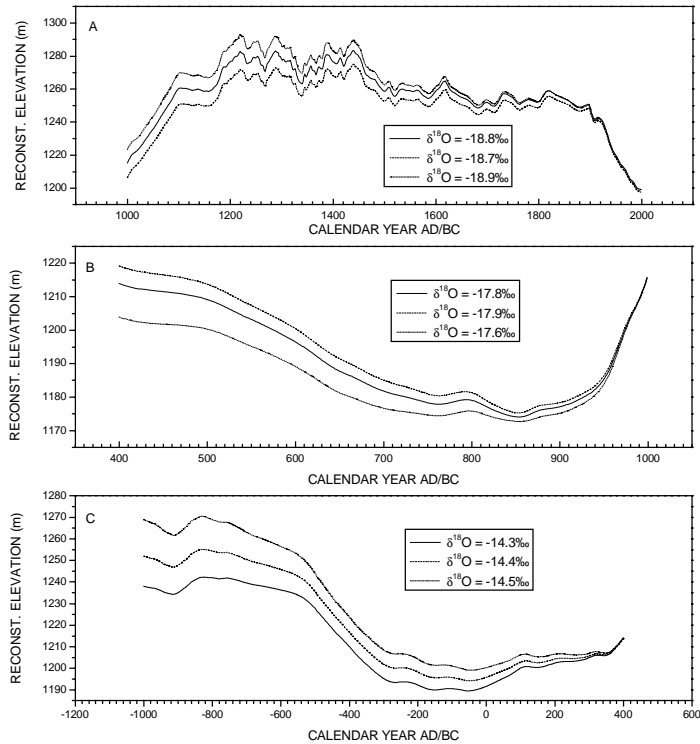 A
RECONST. ELEVATION (m)
1300
1280
1260
1240
1220
1200
δ18O = -18.8‰
δ18O = -18.7‰
δ18O = -18.9‰
1000 1200 1400 1600 1800 2000
CALENDAR YEAR AD/BC
B
RECONST. ELEVATION (m)
1220
1210
1200
1190
1180
1170
δ18O = -17.8‰
δ18O = -17.9‰
δ18O = -17.6‰
400 500 600 700 800 900 1000
CALENDAR YEAR AD/BC
C
RECONST. ELEVATION (m)
1280
1270
1260
1250
1240
1230
1220
1210
1200
1190
δ18O = -14.3‰
δ18O = -14.4‰
δ18O = -14.5‰
-1200 -1000 -800 -600 -400 -200 0 200 400 600
CALENDAR YEAR AD/BC